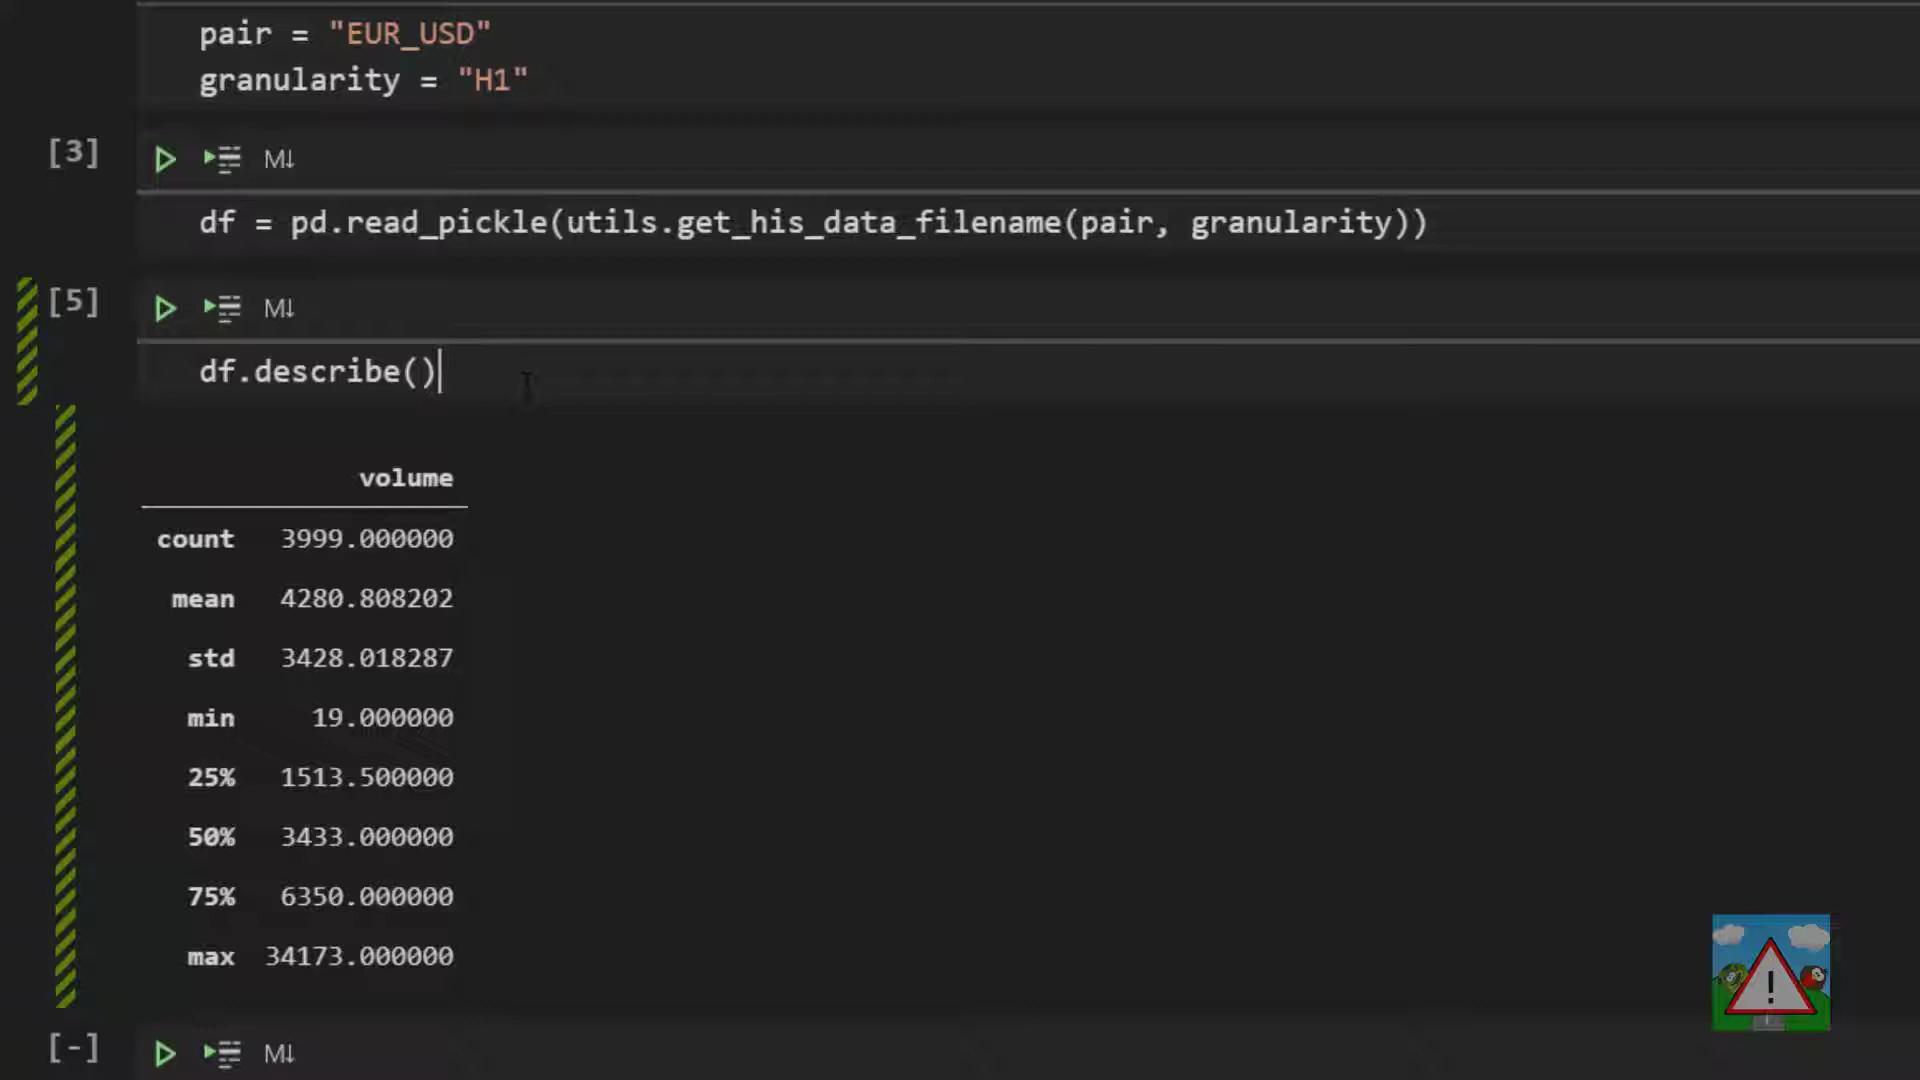 pair = "EUR_USD"
granularity = "H1"
[3]
M↓
df = pd.read_pickle(utils.get_his_data_filename(pair, granularity))
[5]
M↓
df.describe()
volume
count 3999.000000
mean 4280.808202
std 3428.018287
min 19.000000
25% 1513.500000
50% 3433.000000
75% 6350.000000
max 34173.000000
!
[-]
M↓